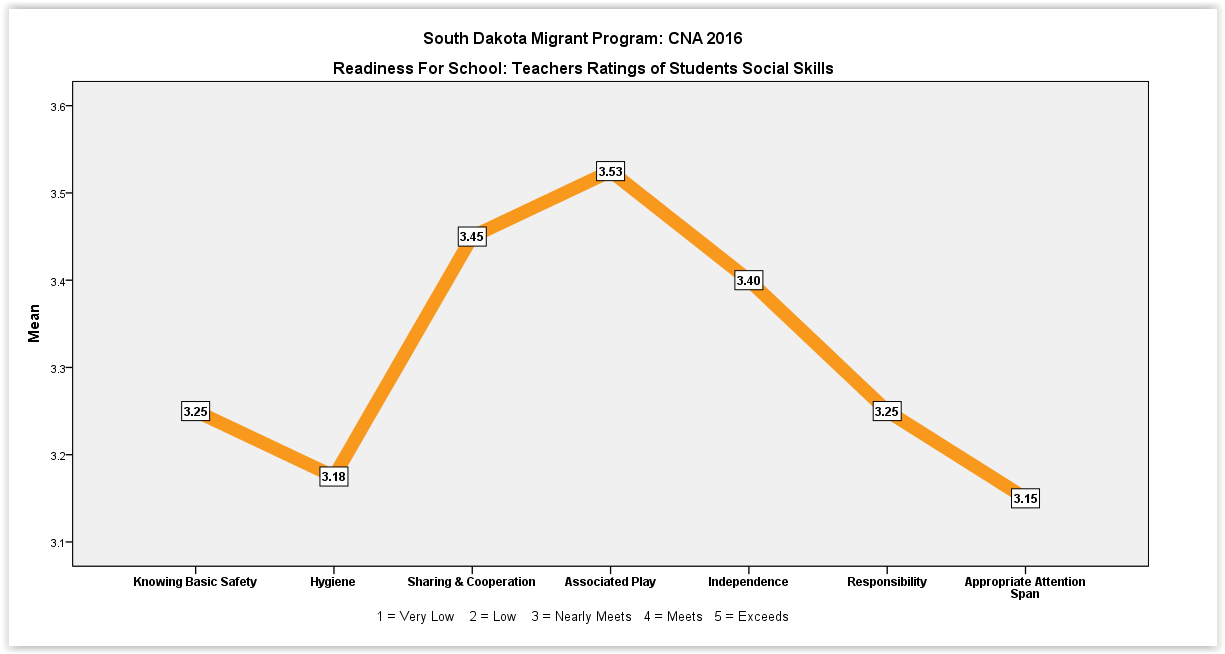 South Dakota Migrant Program: CNA 2016
Readiness For School: Teachers Ratings of Students Social Skills
3.6
3.5
3.4
3.3
3.2
3.1
Mean
3.25
3.18
3.45
3.53
3.40
3.25
3.15
Knowing Basic Safety
Hygiene
Sharing & Cooperation
Associated Play
Independence
Responsibility
Appropriate Attention
Span
1 = Very Low 2 = Low 3 = Nearly Meets 4 = Meets 5 = Exceeds